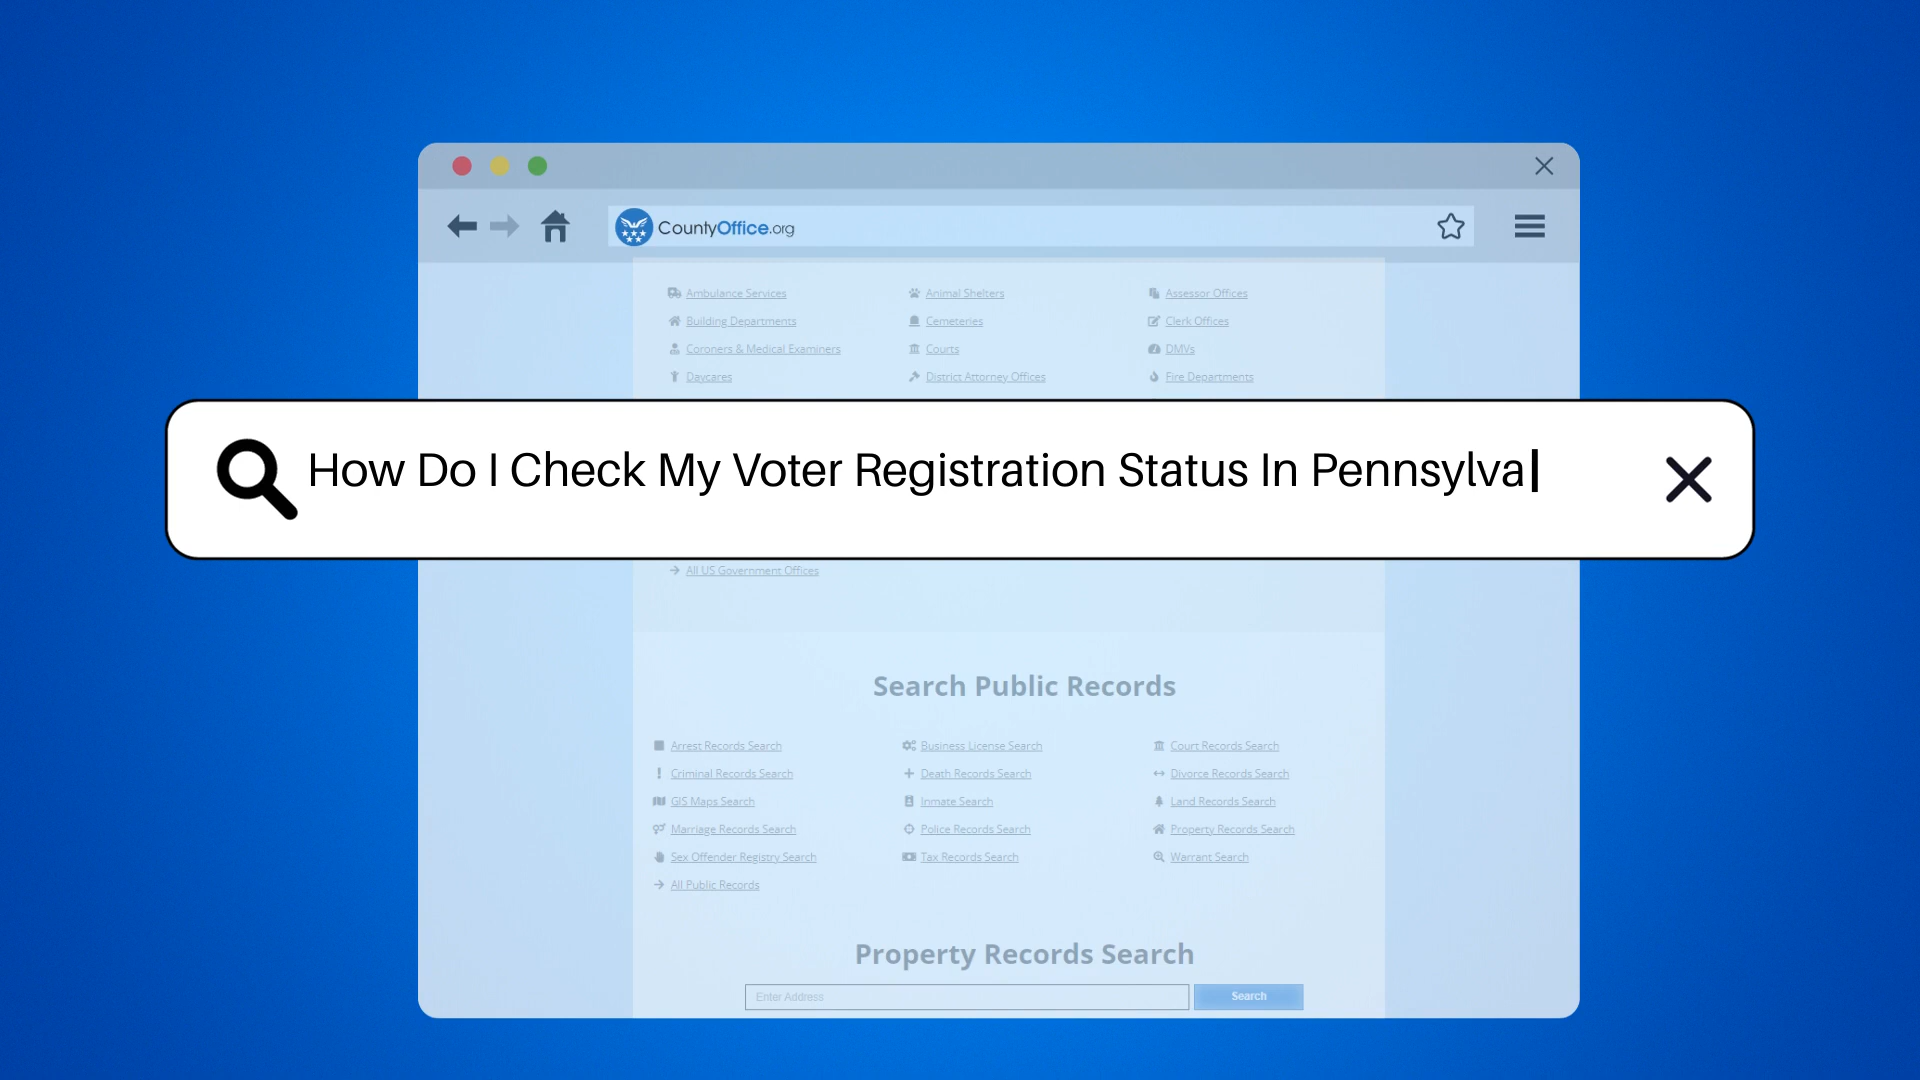 CountyOffice.org
Ambulance Services Animal Shelters Assessor Offices
Building Departments Cemeteries Clerk Offices
Coroners & Medical Examiners Courts DMVs
Daycares District Attorney Offices Fire Departments
How Do I Check My Voter Registration Status In Pennsylva
All US Government Offices
Search Public Records
Arrest Records Search Business License Search Court Records Search
Criminal Records Search Death Records Search Divorce Records Search
GIS Maps Search Inmate Search Land Records Search
Marriage Records Search Police Records Search Property Records Search
Sex Offender Registry Search Tax Records Search Warrant Search
All Public Records
Property Records Search
Enter Address Search